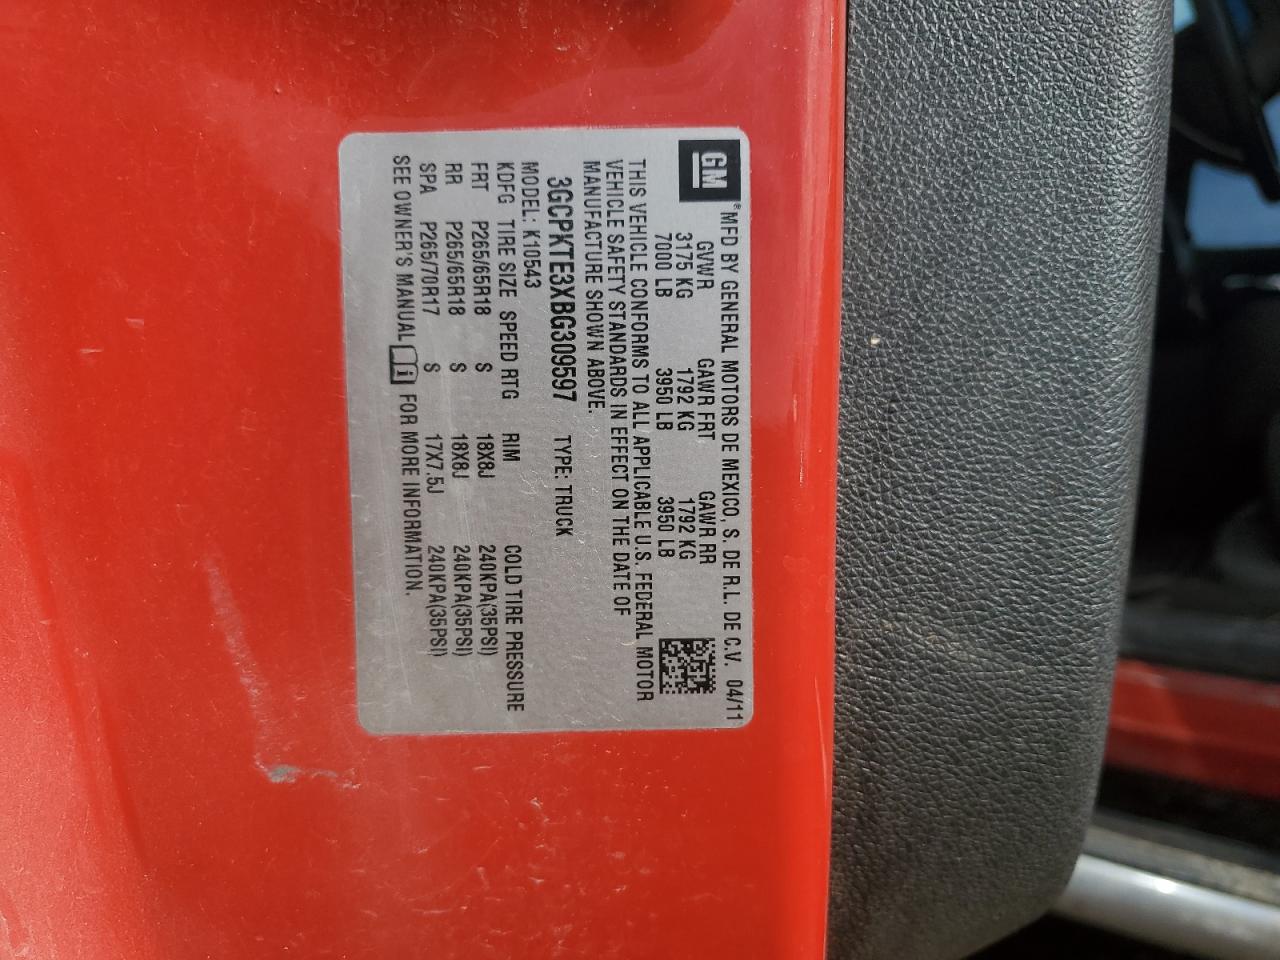 GM
®MFD BY GENERAL MOTORS DE MEXICO, S. DE R.L. DE C.V. 04/11
GVWR GAWR FRT GAWR RR
3175 KG 1792 KG 1792 KG
7000 LB 3950 LB 3950 LB
THIS VEHICLE CONFORMS TO ALL APPLICABLE U.S. FEDERAL MOTOR
VEHICLE SAFETY STANDARDS IN EFFECT ON THE DATE OF
MANUFACTURE SHOWN ABOVE.
3GCPKTE3XBG309597 TYPE: TRUCK
MODEL: K10543
KDFG TIRE SIZE SPEED RTG RIM COLD TIRE PRESSURE
FRT P265/65R18 S 18X8J 240KPA(35PSI)
RR P265/65R18 S 18X8J 240KPA(35PSI)
SPA P265/70R17 S 17X7.5J 240KPA(35PSI)
SEE OWNER'S MANUAL i FOR MORE INFORMATION.